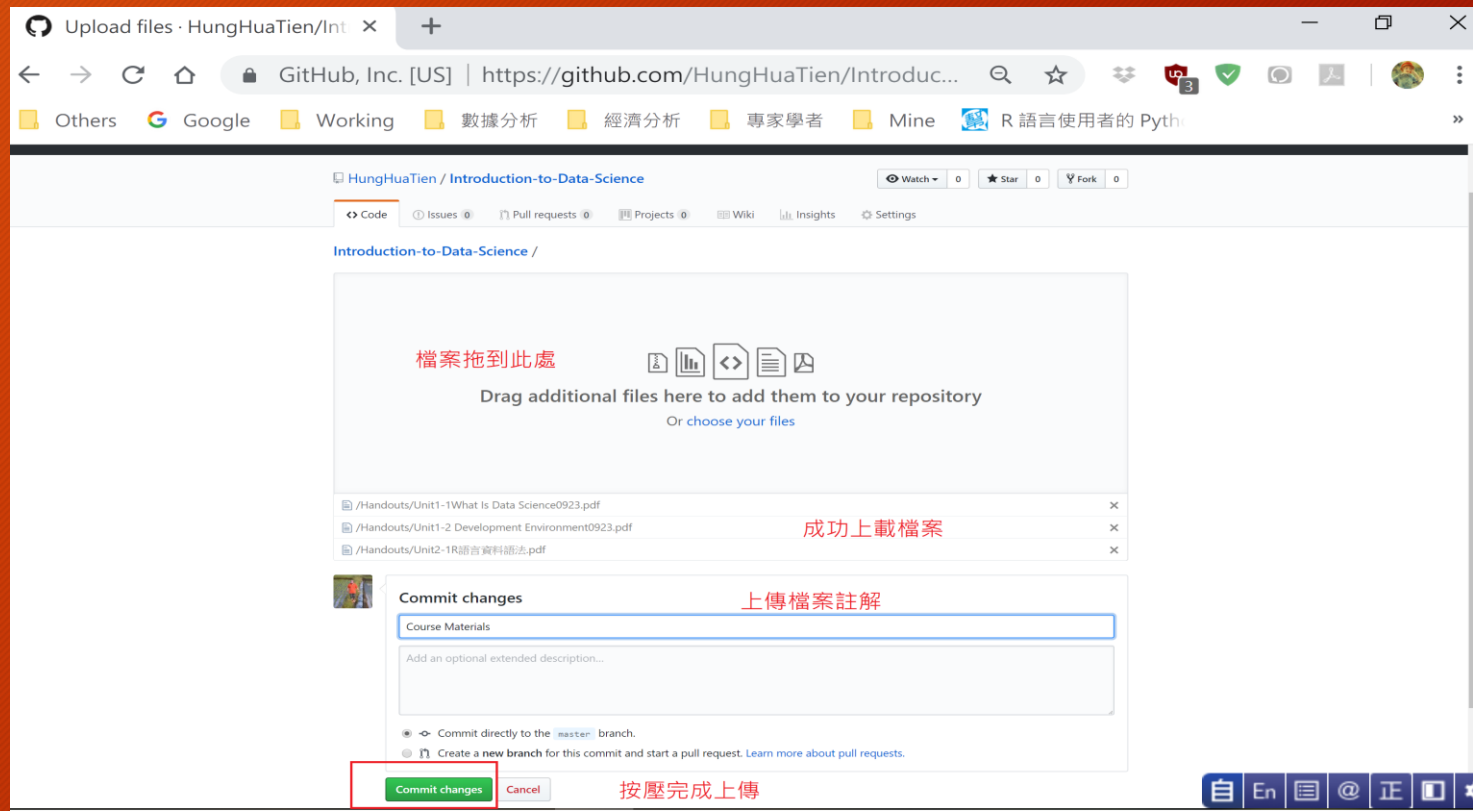 Upload files · HungHuaTien/Int
GitHub, Inc. [US] | https://github.com/HungHuaTien/Introduc...
3
Others Google Working 數據分析 經濟分析 專家學者 Mine R 語言使用者的 Pyth
»
HungHuaTien / Introduction-to-Data-Science
Watch 0 Star 0 Fork 0
<> Code Issues 0 Pull requests 0 Projects 0 Wiki Insights Settings
Introduction-to-Data-Science /
檔案拖到此處
Drag additional files here to add them to your repository
Or choose your files
/Handouts/Unit1-1What Is Data Science0923.pdf
/Handouts/Unit1-2 Development Environment0923.pdf
成功上載檔案
/Handouts/Unit2-1R語言資料語法.pdf
Commit changes
上傳檔案註解
Course Materials
Add an optional extended description...
Commit directly to the master branch.
Create a new branch for this commit and start a pull request. Learn more about pull requests.
Commit changes Cancel
按壓完成上傳
自 En @ 正